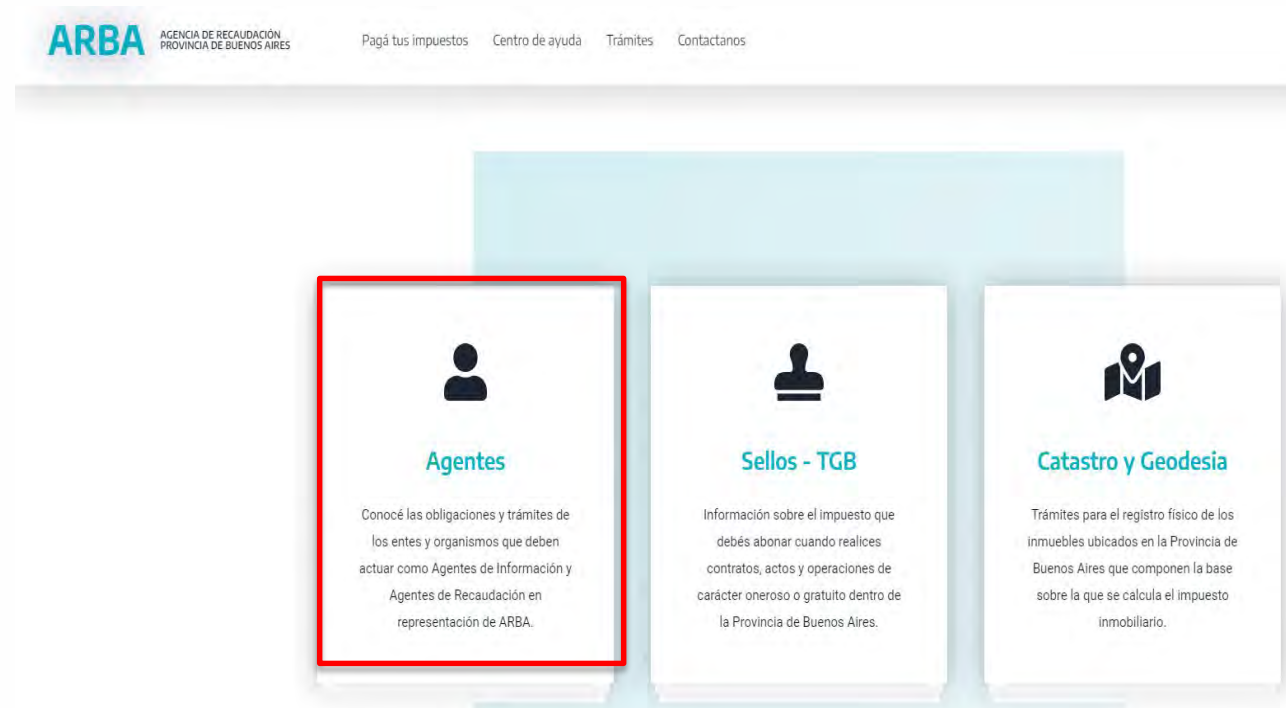 ARBA
AGENCIA DE RECAUDACIÓN
PROVINCIA DE BUENOS AIRES
Pagá tus impuestos
Centro de ayuda
Trámites
Contactanos
Agentes
Conocé las obligaciones y trámites de
los entes y organismos que deben
actuar como Agentes de Información y
Agentes de Recaudación en
representación de ARBA.
Sellos - TGB
Información sobre el impuesto que
debés abonar cuando realices
contratos, actos y operaciones de
carácter oneroso o gratuito dentro de
la Provincia de Buenos Aires.
Catastro y Geodesia
Trámites para el registro físico de los
inmuebles ubicados en la Provincia de
Buenos Aires que componen la base
sobre la que se calcula el impuesto
inmobiliario.